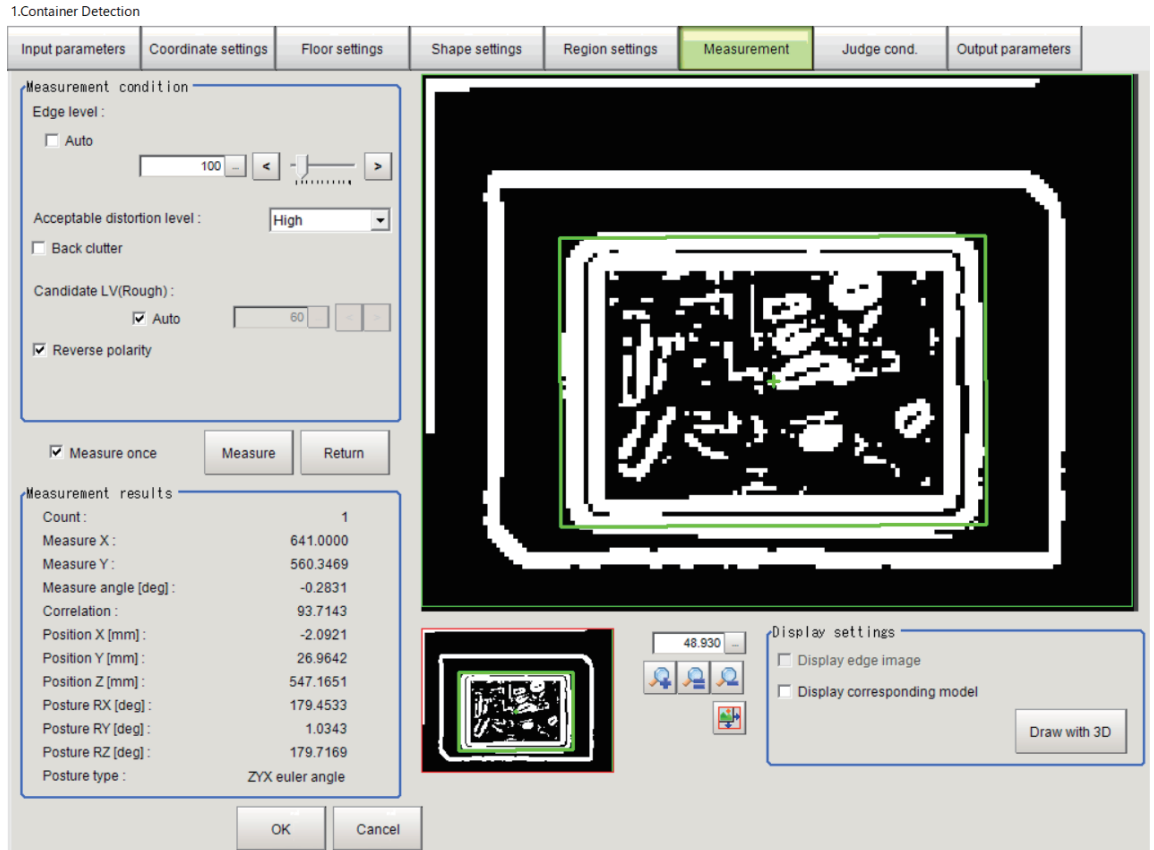 1.Container Detection
Input parameters Coordinate settings Floor settings Shape settings Region settings Measurement Judge cond. Output parameters
Measurement condition
Edge level :
Auto
100 ... < >
Acceptable distortion level : High
Back clutter
Candidate LV(Rough) :
Auto 60 < >
Reverse polarity
Measure once Measure Return
Measurement results
Count : 1
Measure X : 641.0000
Measure Y : 560.3469
Measure angle [deg] : -0.2831
Correlation : 93.7143
Position X [mm] : -2.0921
Position Y [mm] : 26.9642
Position Z [mm] : 547.1651
Posture RX [deg] : 179.4533
Posture RY [deg] : 1.0343
Posture RZ [deg] : 179.7169
Posture type : ZYX euler angle
48.930 ...
Display settings
Display edge image
Display corresponding model
Draw with 3D
OK Cancel